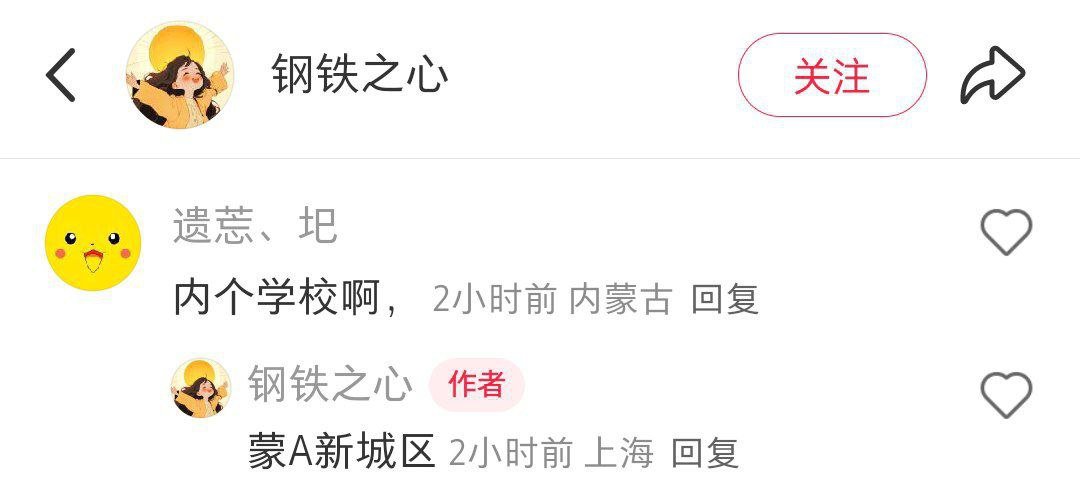 钢铁之心
关注
遗荵、圯
内个学校啊， 2小时前 内蒙古 回复
钢铁之心 作者
蒙A新城区 2小时前 上海 回复